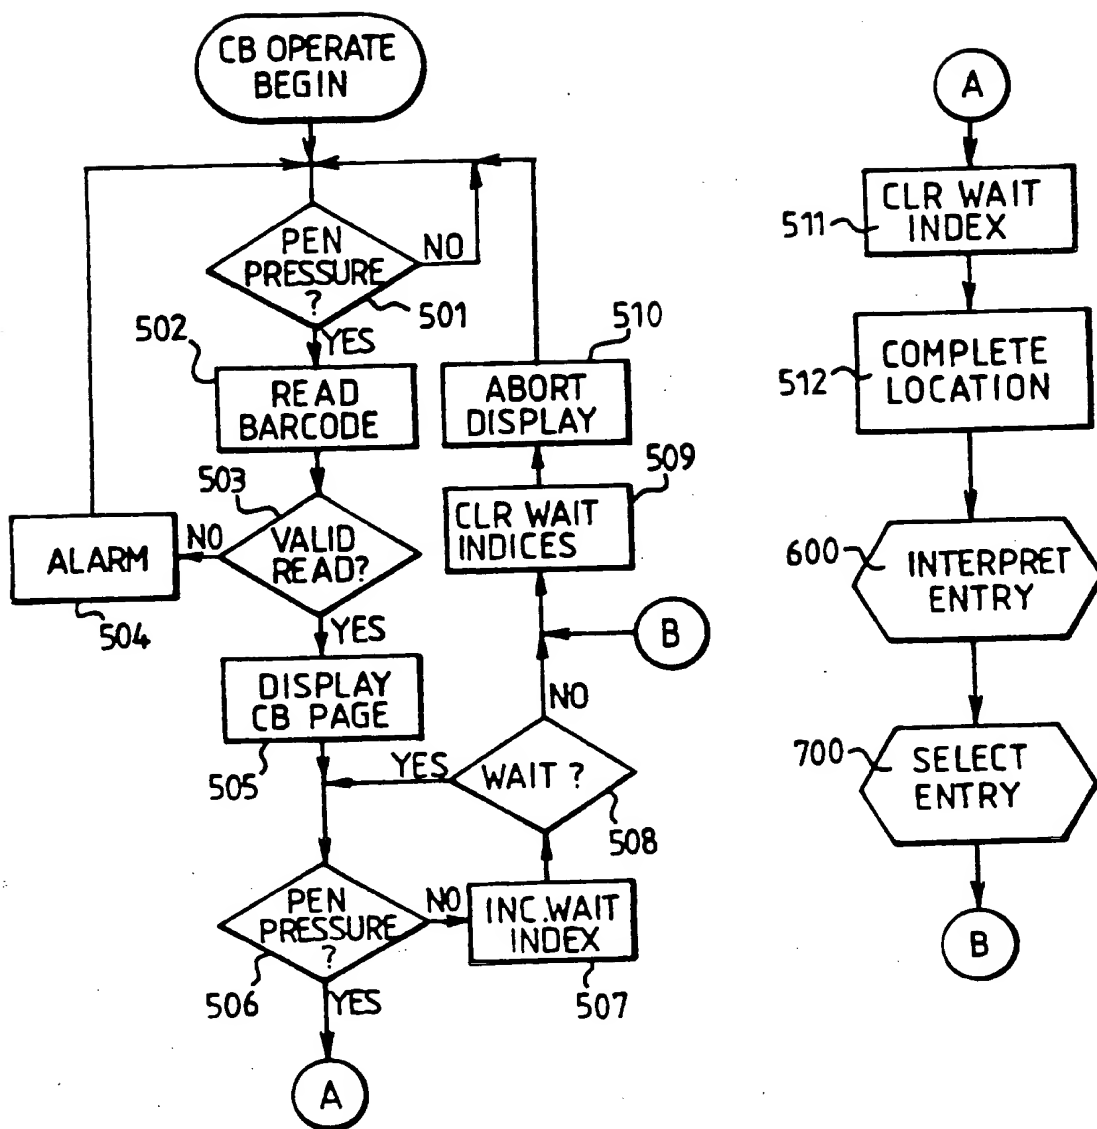 CB OPERATE
BEGIN
PEN
PRESSURE
?
NO
501
YES
502
READ
BARCODE
503
VALID
READ?
NO
ALARM
504
YES
DISPLAY
CB PAGE
505
PEN
PRESSURE
?
506
NO
YES
A
INC.WAIT
INDEX
507
WAIT ?
508
YES
NO
B
CLR WAIT
INDICES
509
ABORT
DISPLAY
510
A
CLR WAIT
INDEX
511
COMPLETE
LOCATION
512
INTERPRET
ENTRY
600
SELECT
ENTRY
700
B